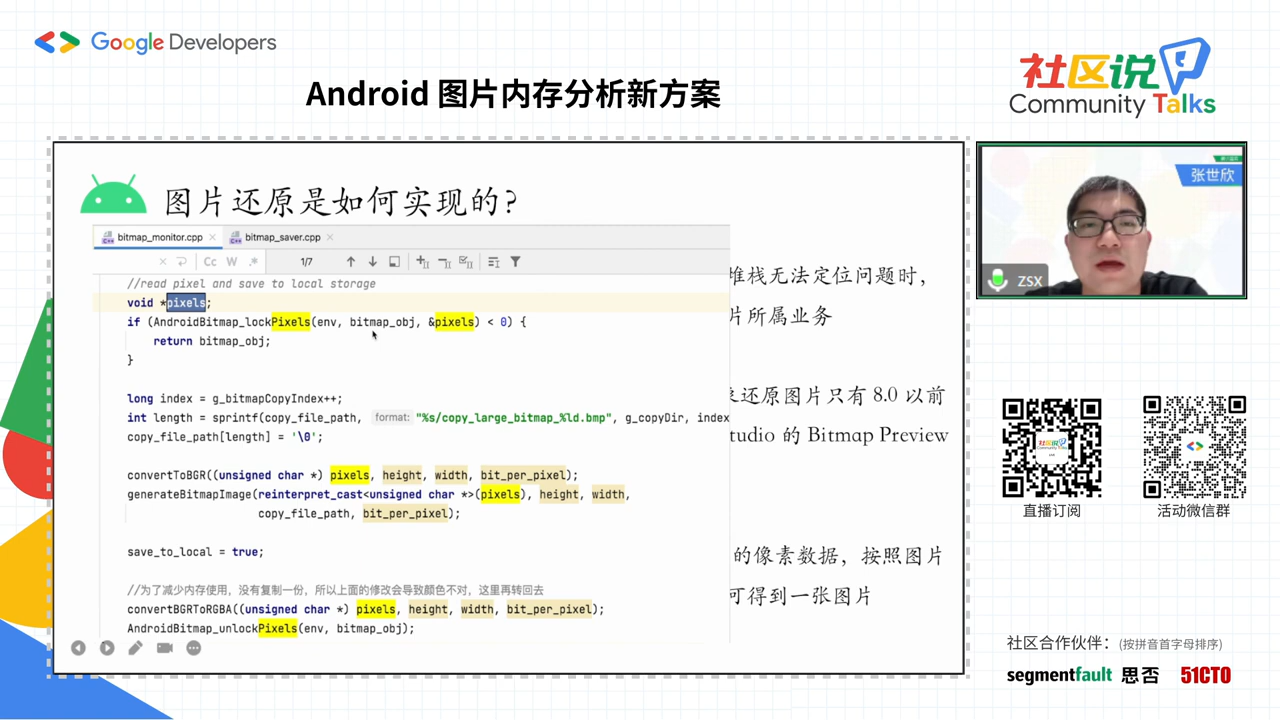 Google Developers
Android 图片内存分析新方案
社区说
Community Talks
图片还原是如何实现的?
bitmap_monitor.cpp
bitmap_saver.cpp
Cc W .*
1/7
//read pixel and save to local storage
void *pixels;
if (AndroidBitmap_lockPixels(env, bitmap_obj, &pixels) < 0) {
return bitmap_obj;
}
long index = g_bitmapCopyIndex++;
int length = sprintf(copy_file_path, format: "%s/copy_large_bitmap_%ld.bmp", g_copyDir, index
copy_file_path[length] = '\0';
convertToBGR((unsigned char *) pixels, height, width, bit_per_pixel);
generateBitmapImage(reinterpret_cast<unsigned char *>(pixels), height, width,
copy_file_path, bit_per_pixel);
save_to_local = true;
//为了减少内存使用，没有复制一份，所以上面的修改会导致颜色不对，这里再转回去
convertBGRToRGBA((unsigned char *) pixels, height, width, bit_per_pixel);
AndroidBitmap_unlockPixels(env, bitmap_obj);
堆栈无法定位问题时，
片所属业务
还原图片只有 8.0 以前
tudio 的 Bitmap Preview
的像素数据，按照图片
可得到一张图片
张世欣
ZSX
直播订阅
活动微信群
社区合作伙伴：(按拼音首字母排序)
segmentfault 思否
51CTO